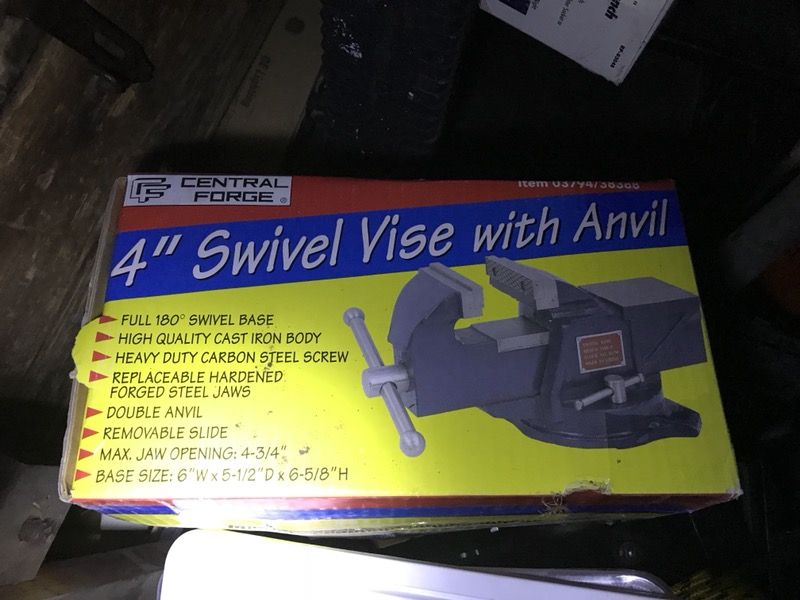 CENTRAL
FORGE ®
Item 03794/38388
4" Swivel Vise with Anvil
FULL 180° SWIVEL BASE
HIGH QUALITY CAST IRON BODY
HEAVY DUTY CARBON STEEL SCREW
REPLACEABLE HARDENED
FORGED STEEL JAWS
DOUBLE ANVIL
REMOVABLE SLIDE
MAX. JAW OPENING: 4-3/4"
BASE SIZE: 6"W x 5-1/2"D x 6-5/8"H